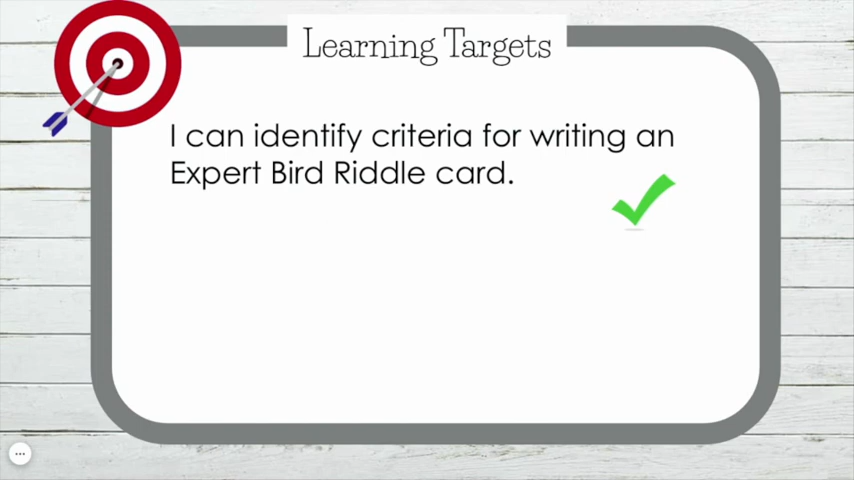 Learning Targets
I can identify criteria for writing an
Expert Bird Riddle card.